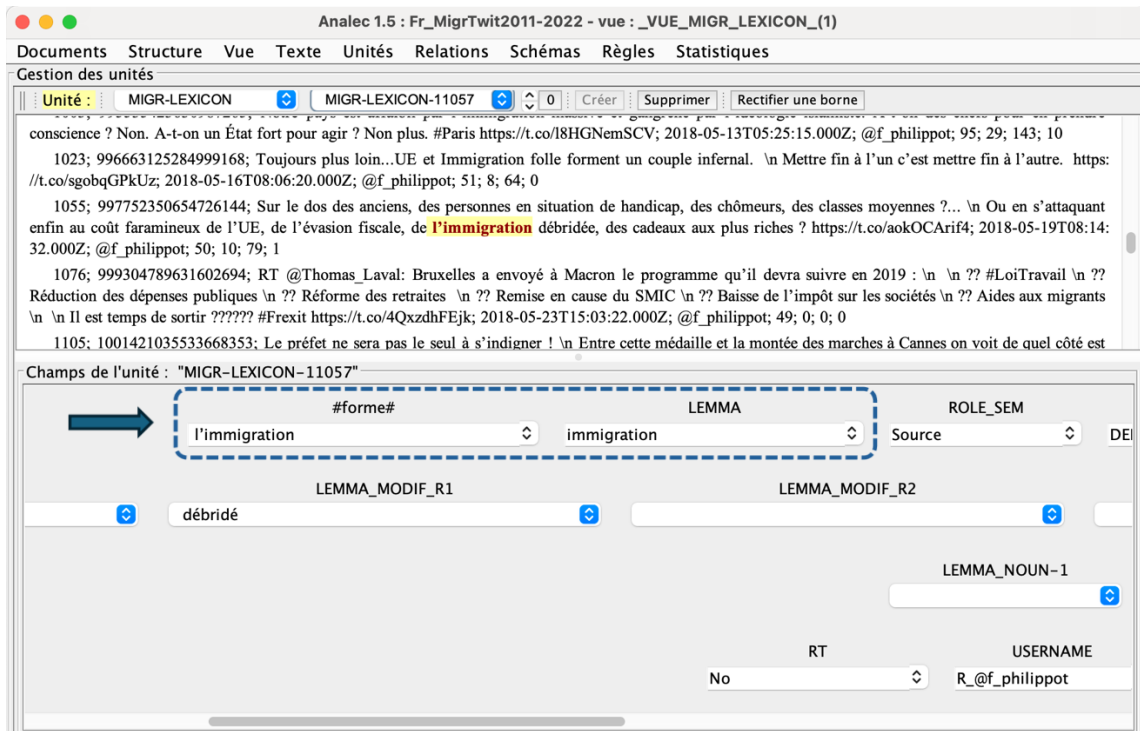 Analec 1.5 : Fr_MigrTwit2011-2022 - vue : _VUE_MIGR_LEXICON_(1)
Documents Structure Vue Texte Unités Relations Schémas Règles Statistiques
Gestion des unités
Unité : MIGR-LEXICON MIGR-LEXICON-11057 0 Créer Supprimer Rectifier une borne
conscience ? Non. A-t-on un État fort pour agir ? Non plus. #Paris https://t.co/l8HGNemSCV; 2018-05-13T05:25:15.000Z; @f_philippot; 95; 29; 143; 10
1023; 996663125284999168; Toujours plus loin...UE et Immigration folle forment un couple infernal. \n Mettre fin à l’un c’est mettre fin à l’autre. https:
//t.co/sgobqGPkUz; 2018-05-16T08:06:20.000Z; @f_philippot; 51; 8; 64; 0
1055; 997752350654726144; Sur le dos des anciens, des personnes en situation de handicap, des chômeurs, des classes moyennes ?... \n Ou en s’attaquant
enfin au coût faramineux de l’UE, de l’évasion fiscale, de l’immigration débridée, des cadeaux aux plus riches ? https://t.co/aokOCArif4; 2018-05-19T08:14:
32.000Z; @f_philippot; 50; 10; 79; 1
1076; 999304789631602694; RT @Thomas_Laval: Bruxelles a envoyé à Macron le programme qu’il devra suivre en 2019 : \n \n ?? #LoiTravail \n ??
Réduction des dépenses publiques \n ?? Réforme des retraites \n ?? Remise en cause du SMIC \n ?? Baisse de l’impôt sur les sociétés \n ?? Aides aux migrants
\n \n Il est temps de sortir ?????? #Frexit https://t.co/4QxzdhFEjk; 2018-05-23T15:03:22.000Z; @f_philippot; 49; 0; 0; 0
1105; 1001421035533668353; Le préfet ne sera pas le seul à s’indigner ! \n Entre cette médaille et la montée des marches à Cannes on voit de quel côté est
Champs de l'unité : "MIGR-LEXICON-11057"
#forme# LEMMA ROLE_SEM
l’immigration immigration Source DEI
LEMMA_MODIF_R1 LEMMA_MODIF_R2
débridé
LEMMA_NOUN-1
RT USERNAME
No R_@f_philippot